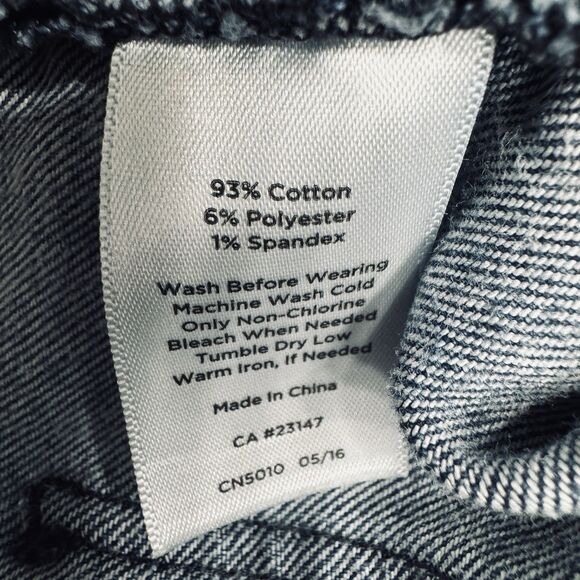 93% Cotton
6% Polyester
1% Spandex
Wash Before Wearing
Machine Wash Cold
Only Non-Chlorine
Bleach When Needed
Tumble Dry Low
Warm Iron, If Needed
Made In China
CA #23147
CN5010 05/16